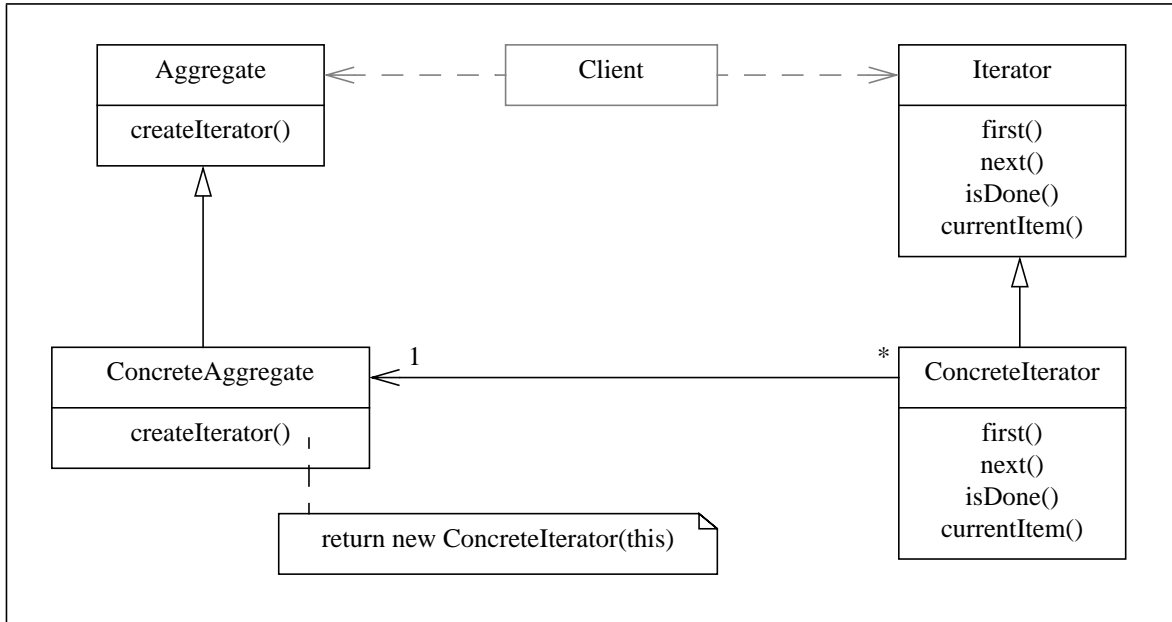 Aggregate
createIterator()
Client
Iterator
first()
next()
isDone()
currentItem()
ConcreteAggregate
createIterator()
1
*
ConcreteIterator
first()
next()
isDone()
currentItem()
return new ConcreteIterator(this)